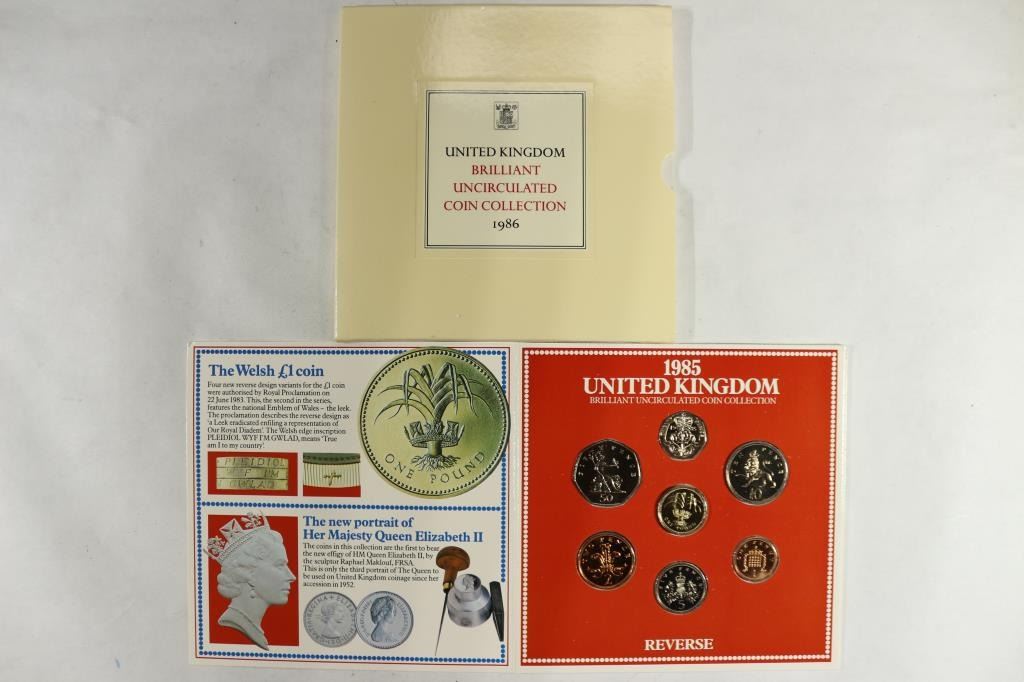 UNITED KINGDOM
BRILLIANT
UNCIRCULATED
COIN COLLECTION
1986
The Welsh £1 coin
Four new reverse design variants for the £1 coin
were authorised by Royal Proclamation on
22 June 1983. This, the second in the series,
features the national Emblem of Wales – the leek.
The proclamation describes the reverse design as
'a Leek eradicated enfiling a representation of
Our Royal Diadem'. The Welsh edge inscription
PLEIDIOL WYF I'M GWLAD, means 'True
am I to my country'.
PLEIDIOL
WYF I'M
GWLAD
ONE POUND
The new portrait of
Her Majesty Queen Elizabeth II
The coins in this collection are the first to bear
the new effigy of HM Queen Elizabeth II, by
the sculptor Raphael Maklouf, FRSA.
This is only the third portrait of The Queen to
be used on United Kingdom coinage since her
accession in 1952.
1985
UNITED KINGDOM
BRILLIANT UNCIRCULATED COIN COLLECTION
50
10
5
REVERSE